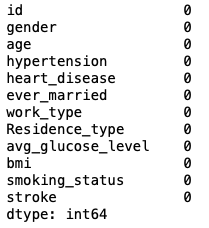 id 0
gender 0
age 0
hypertension 0
heart_disease 0
ever_married 0
work_type 0
Residence_type 0
avg_glucose_level 0
bmi 0
smoking_status 0
stroke 0
dtype: int64